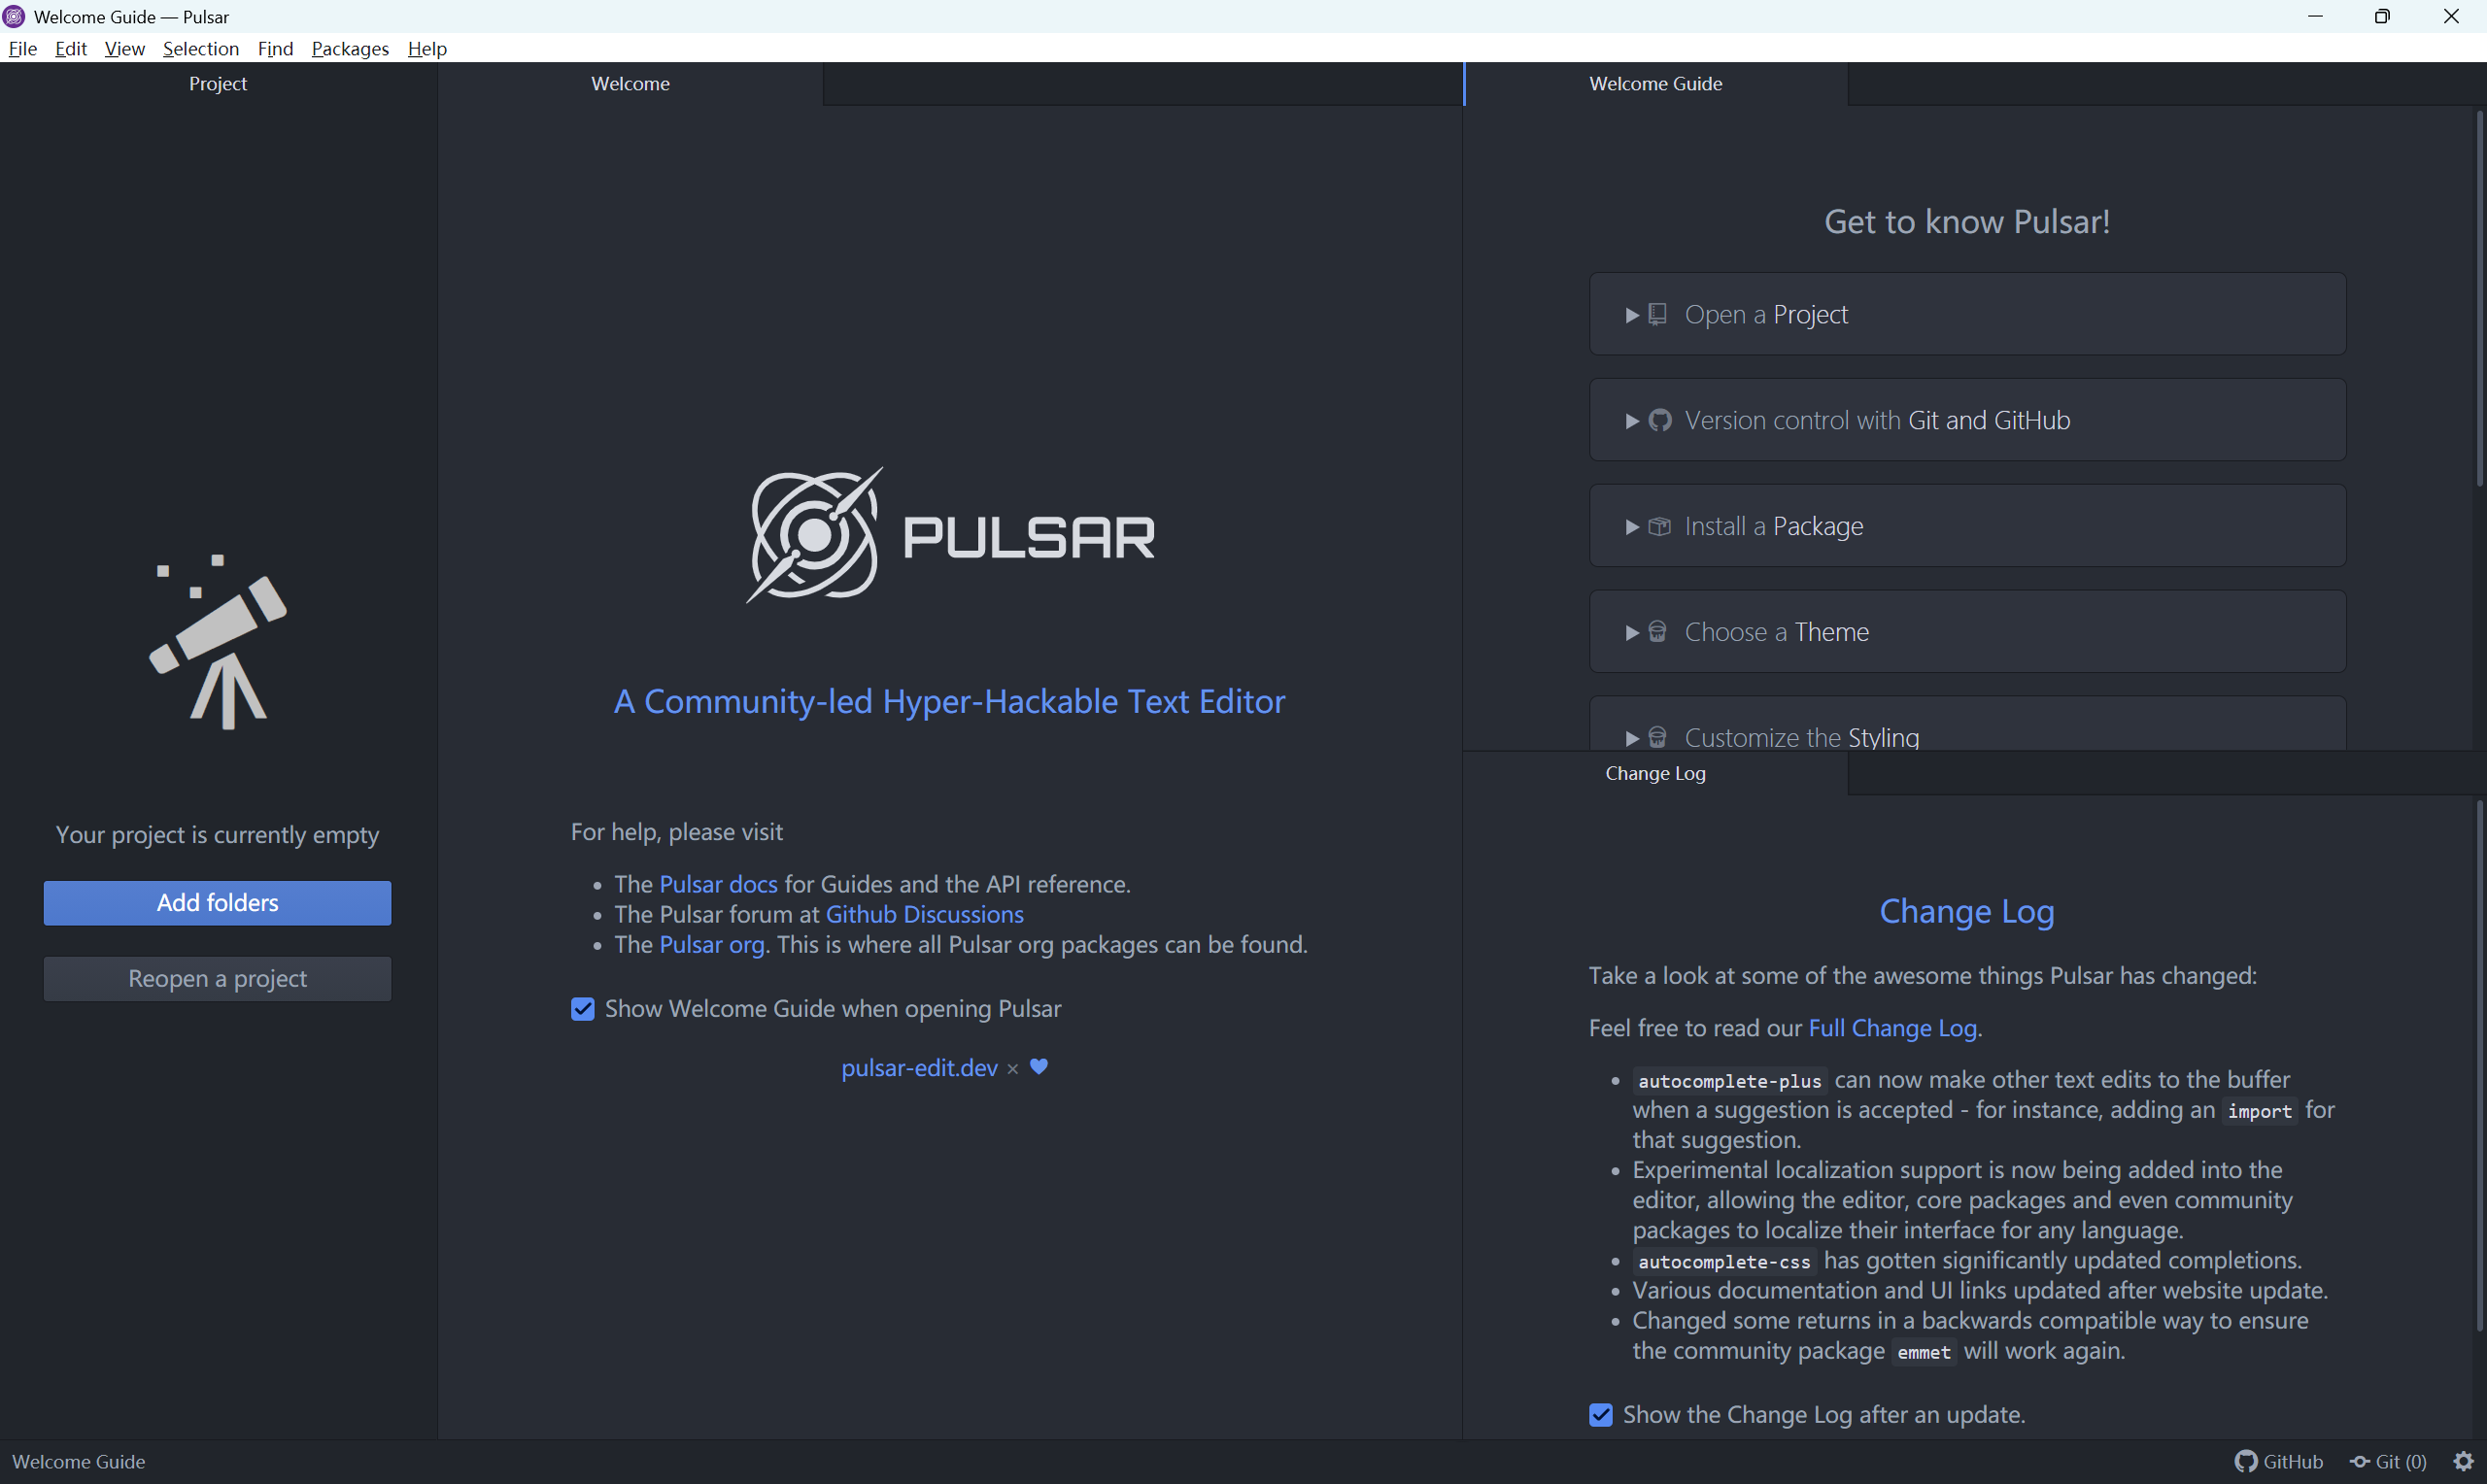 Welcome Guide — Pulsar
File Edit View Selection Find Packages Help
Project
Your project is currently empty
Add folders
Reopen a project
Welcome
PULSAR
A Community-led Hyper-Hackable Text Editor
For help, please visit
• The Pulsar docs for Guides and the API reference.
• The Pulsar forum at Github Discussions
• The Pulsar org. This is where all Pulsar org packages can be found.
Show Welcome Guide when opening Pulsar
pulsar-edit.dev ×
Welcome Guide
Get to know Pulsar!
Open a Project
Version control with Git and GitHub
Install a Package
Choose a Theme
Customize the Styling
Change Log
Change Log
Take a look at some of the awesome things Pulsar has changed:
Feel free to read our Full Change Log.
• autocomplete-plus can now make other text edits to the buffer
when a suggestion is accepted - for instance, adding an import for
that suggestion.
• Experimental localization support is now being added into the
editor, allowing the editor, core packages and even community
packages to localize their interface for any language.
• autocomplete-css has gotten significantly updated completions.
• Various documentation and UI links updated after website update.
• Changed some returns in a backwards compatible way to ensure
the community package emmet will work again.
Show the Change Log after an update.
Welcome Guide
GitHub Git (0)